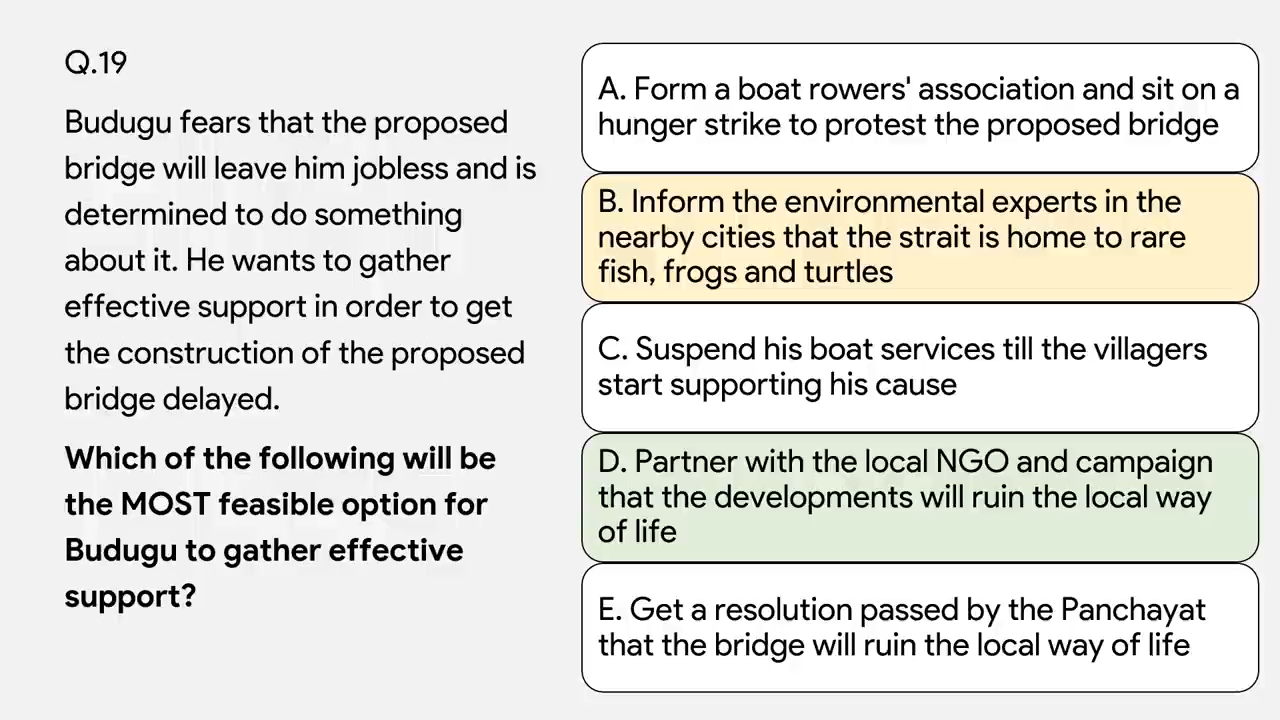 Q.19
Budugu fears that the proposed
bridge will leave him jobless and is
determined to do something
about it. He wants to gather
effective support in order to get
the construction of the proposed
bridge delayed.
Which of the following will be
the MOST feasible option for
Budugu to gather effective
support?
A. Form a boat rowers' association and sit on a
hunger strike to protest the proposed bridge
B. Inform the environmental experts in the
nearby cities that the strait is home to rare
fish, frogs and turtles
C. Suspend his boat services till the villagers
start supporting his cause
D. Partner with the local NGO and campaign
that the developments will ruin the local way
of life
E. Get a resolution passed by the Panchayat
that the bridge will ruin the local way of life